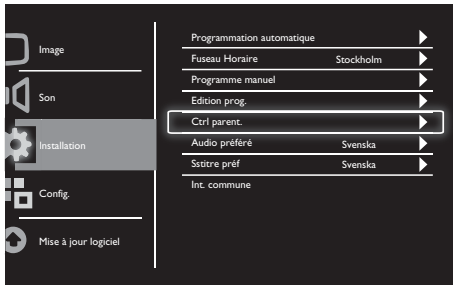 Image
Son
Installation
Config.
Mise à jour logiciel
Programmation automatique
Fuseau Horaire Stockholm
Programme manuel
Edition prog.
Ctrl parent.
Audio préféré Svenska
Sstitre préf Svenska
Int. commune